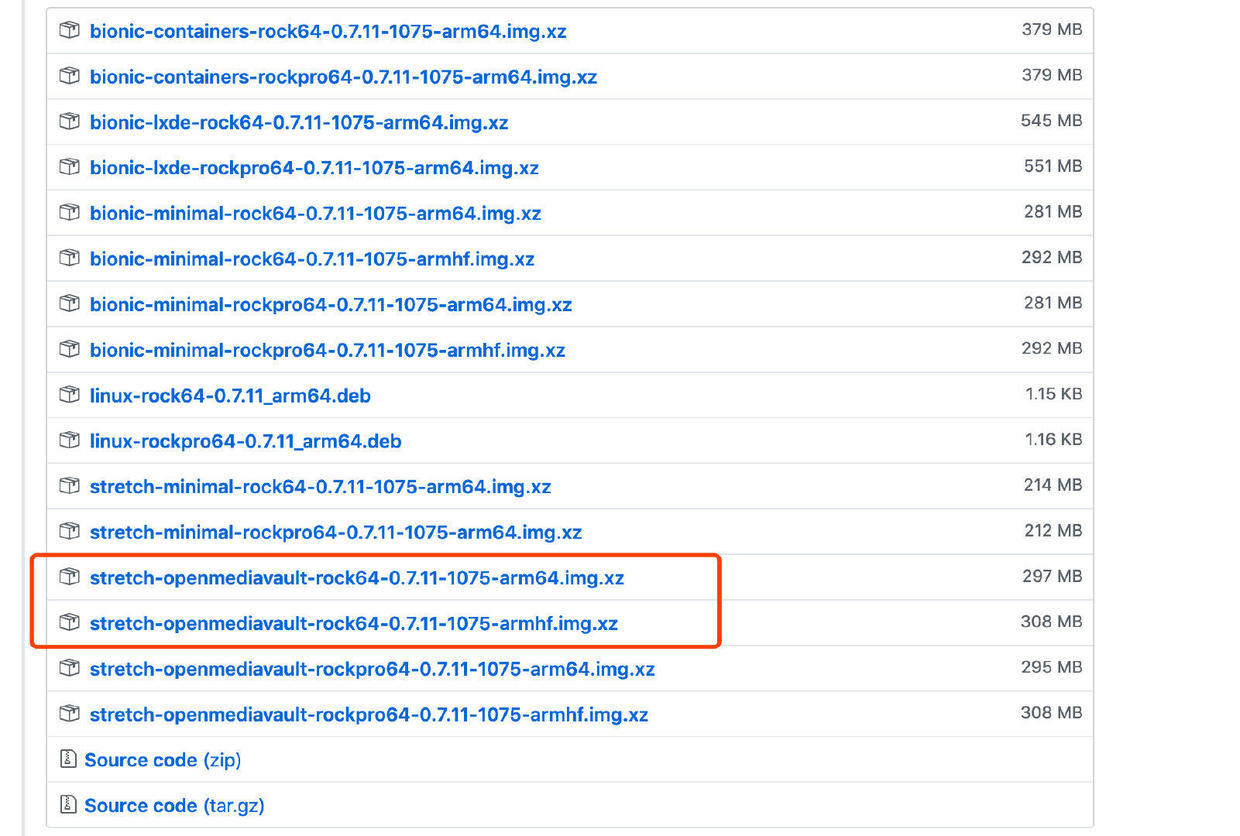 bionic-containers-rock64-0.7.11-1075-arm64.img.xz 379 MB
bionic-containers-rockpro64-0.7.11-1075-arm64.img.xz 379 MB
bionic-lxde-rock64-0.7.11-1075-arm64.img.xz 545 MB
bionic-lxde-rockpro64-0.7.11-1075-arm64.img.xz 551 MB
bionic-minimal-rock64-0.7.11-1075-arm64.img.xz 281 MB
bionic-minimal-rock64-0.7.11-1075-armhf.img.xz 292 MB
bionic-minimal-rockpro64-0.7.11-1075-arm64.img.xz 281 MB
bionic-minimal-rockpro64-0.7.11-1075-armhf.img.xz 292 MB
linux-rock64-0.7.11_arm64.deb 1.15 KB
linux-rockpro64-0.7.11_arm64.deb 1.16 KB
stretch-minimal-rock64-0.7.11-1075-arm64.img.xz 214 MB
stretch-minimal-rockpro64-0.7.11-1075-arm64.img.xz 212 MB
stretch-openmediavault-rock64-0.7.11-1075-arm64.img.xz 297 MB
stretch-openmediavault-rock64-0.7.11-1075-armhf.img.xz 308 MB
stretch-openmediavault-rockpro64-0.7.11-1075-arm64.img.xz 295 MB
stretch-openmediavault-rockpro64-0.7.11-1075-armhf.img.xz 308 MB
Source code (zip)
Source code (tar.gz)